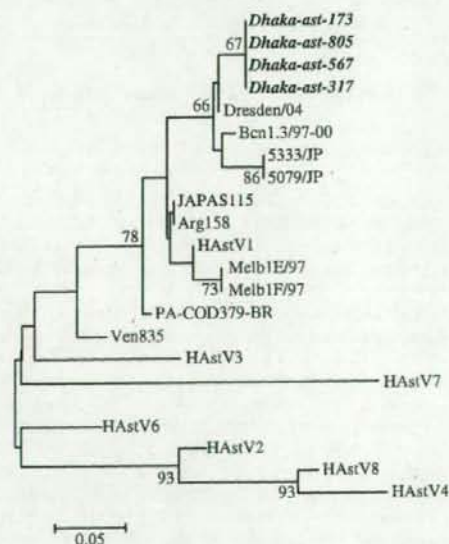 67
Dhaka-ast-173
Dhaka-ast-805
Dhaka-ast-567
Dhaka-ast-317
66
Dresden/04
Bcn1.3/97-00
5333/JP
86
5079/JP
JAPAS115
Arg158
78
HAstV1
Melb1E/97
73
Melb1F/97
PA-COD379-BR
Ven835
HAstV3
HAstV7
HAstV6
HAstV2
93
HAstV8
93
HAstV4
0.05